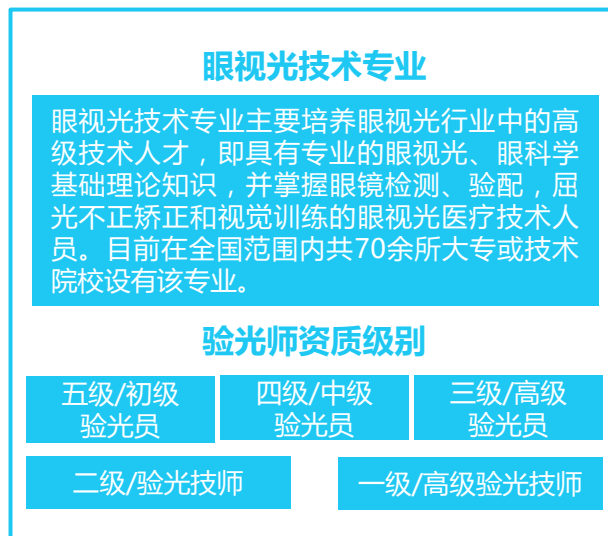 眼视光技术专业
眼视光技术专业主要培养眼视光行业中的高
级技术人才，即具有专业的眼视光、眼科学
基础理论知识，并掌握眼镜检测、验配，屈
光不正矫正和视觉训练的眼视光医疗技术人
员。目前在全国范围内共70余所大专或技术
院校设有该专业。
验光师资质级别
五级/初级
验光员
四级/中级
验光员
三级/高级
验光员
二级/验光技师
一级/高级验光技师